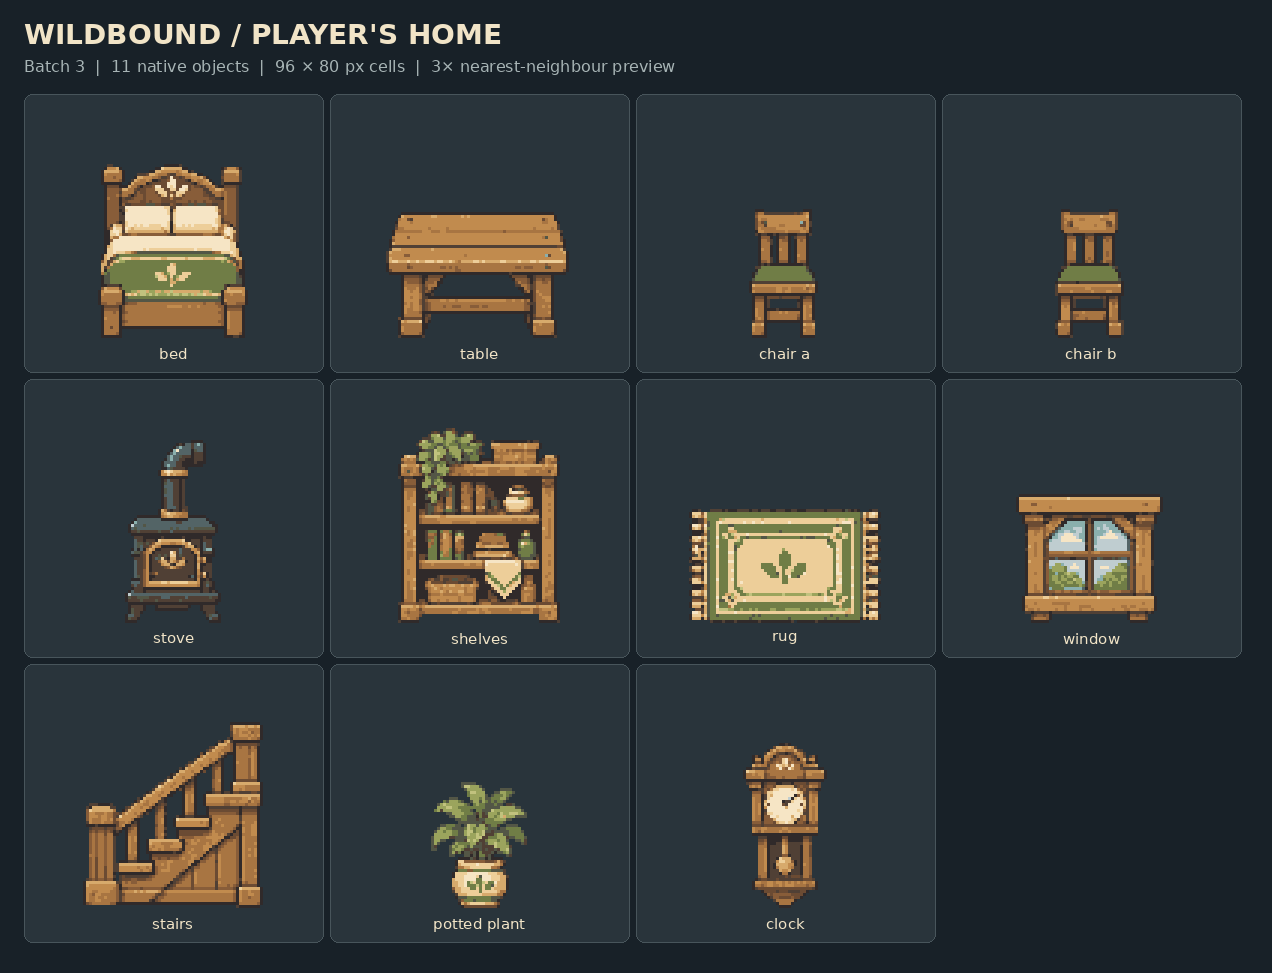 WILDBOUND / PLAYER'S HOME
Batch 3 | 11 native objects | 96 × 80 px cells | 3× nearest-neighbour preview
bed
table
chair a
chair b
stove
shelves
rug
window
stairs
potted plant
clock